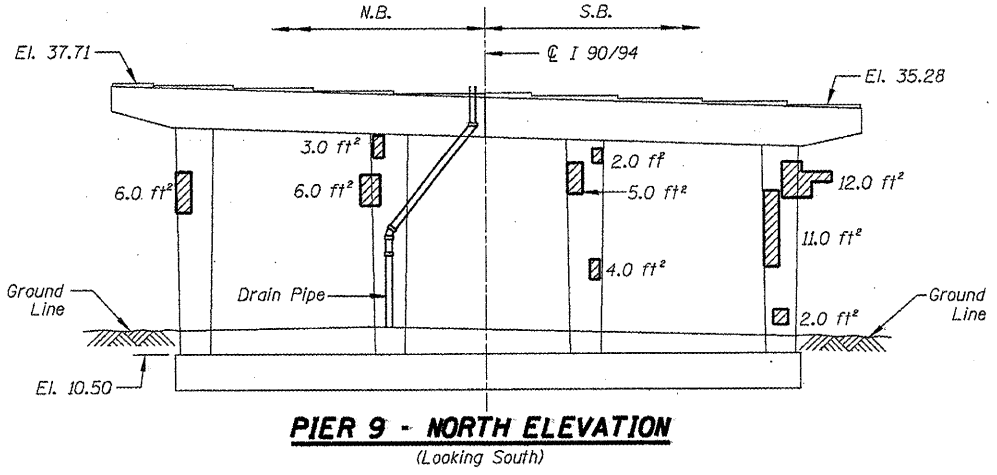 N.B.
S.B.
El. 37.71
℄ I 90/94
El. 35.28
3.0 ft²
2.0 ft²
6.0 ft²
6.0 ft²
5.0 ft²
12.0 ft²
11.0 ft²
4.0 ft²
Ground
Line
Drain Pipe
Ground
Line
2.0 ft²
El. 10.50
PIER 9 - NORTH ELEVATION
(Looking South)